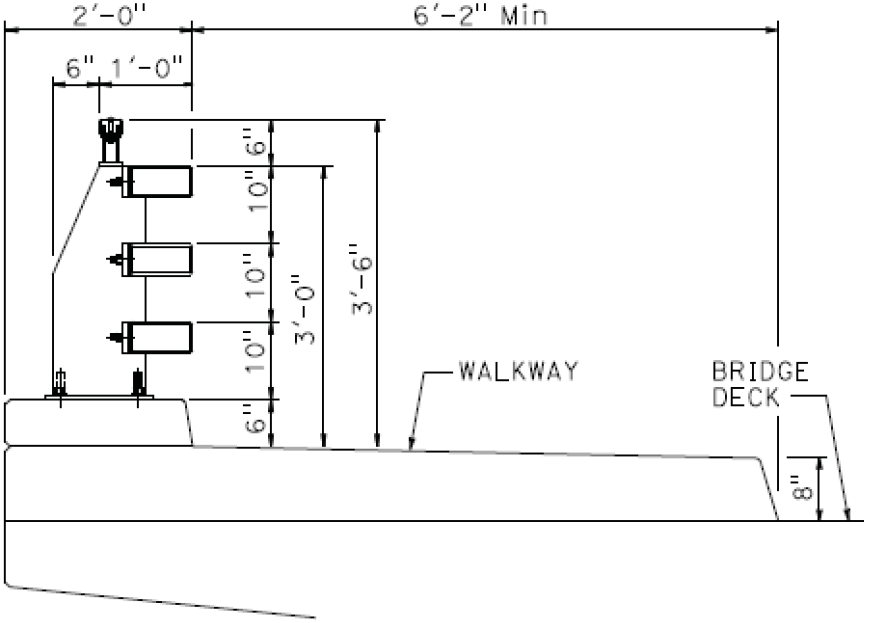 2'-0"
6'-2" Min
6"
1'-0"
6"
10"
10"
10"
6"
3'-0"
3'-6"
WALKWAY
BRIDGE
DECK
8"